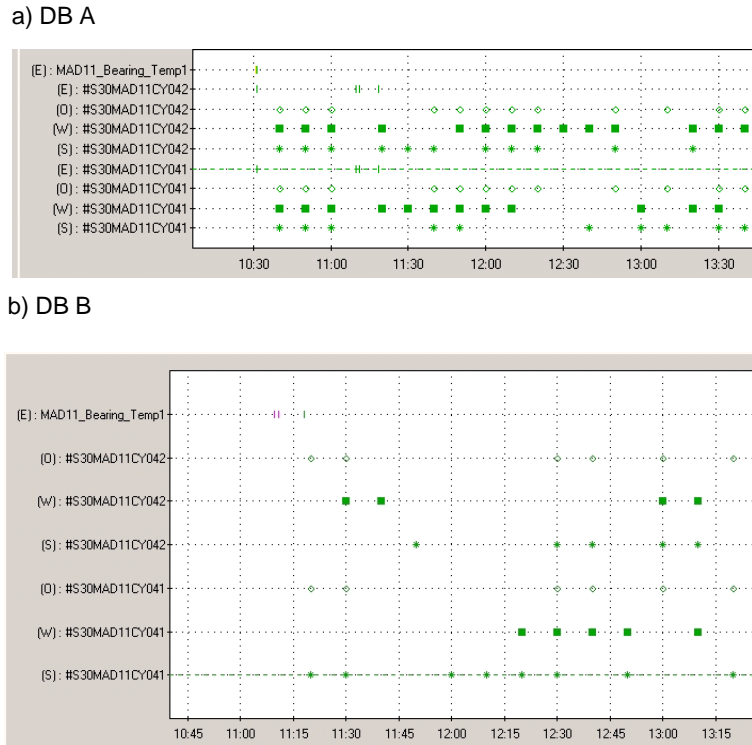 a) DB A
(E) : MAD11_Bearing_Temp1
(E) : #S30MAD11CY042
(O) : #S30MAD11CY042
(W) : #S30MAD11CY042
(S) : #S30MAD11CY042
(E) : #S30MAD11CY041
(O) : #S30MAD11CY041
(W) : #S30MAD11CY041
(S) : #S30MAD11CY041
10:30 11:00 11:30 12:00 12:30 13:00 13:30
b) DB B
(E) : MAD11_Bearing_Temp1
(O) : #S30MAD11CY042
(W) : #S30MAD11CY042
(S) : #S30MAD11CY042
(O) : #S30MAD11CY041
(W) : #S30MAD11CY041
(S) : #S30MAD11CY041
10:45 11:00 11:15 11:30 11:45 12:00 12:15 12:30 12:45 13:00 13:15